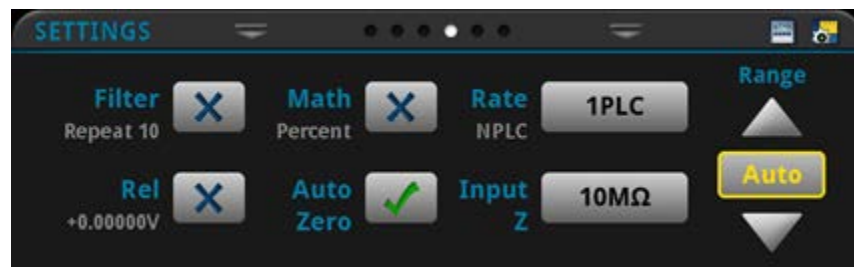 SETTINGS
Range
Filter
Repeat 10
Math
Percent
Rate
NPLC
1PLC
Auto
Rel
+0.00000V
Auto
Zero
Input
Z
10MΩ